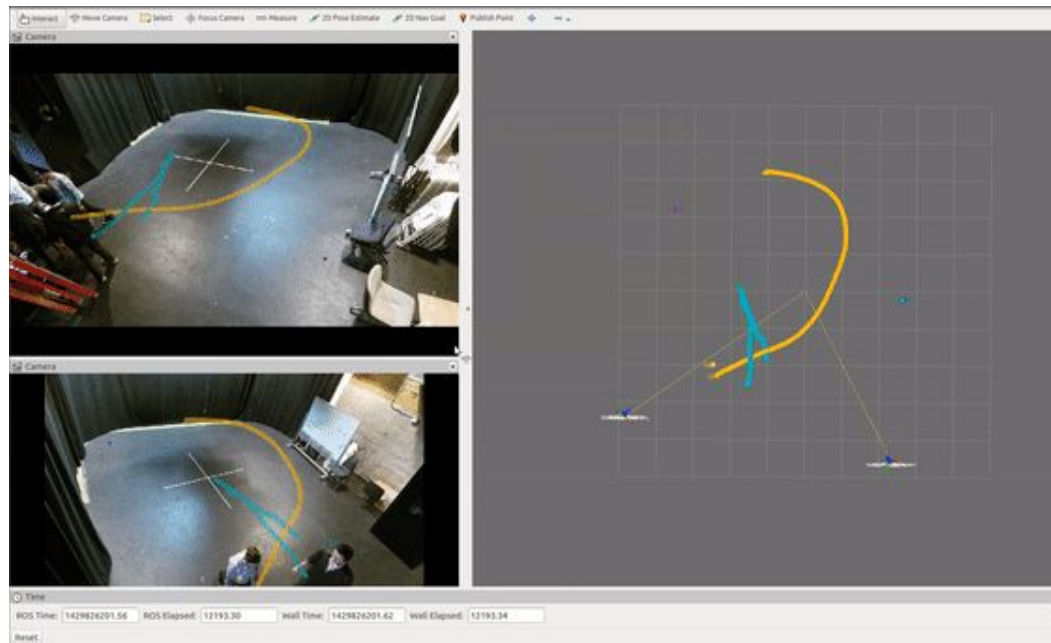 Interact Move Camera Select Focus Camera Measure 2D Pose Estimate 2D Nav Goal Publish Point
Camera
Camera
Time
ROS Time: 1429826201.56 ROS Elapsed: 12193.30 Wall Time: 1429826201.62 Wall Elapsed: 12193.34
Reset